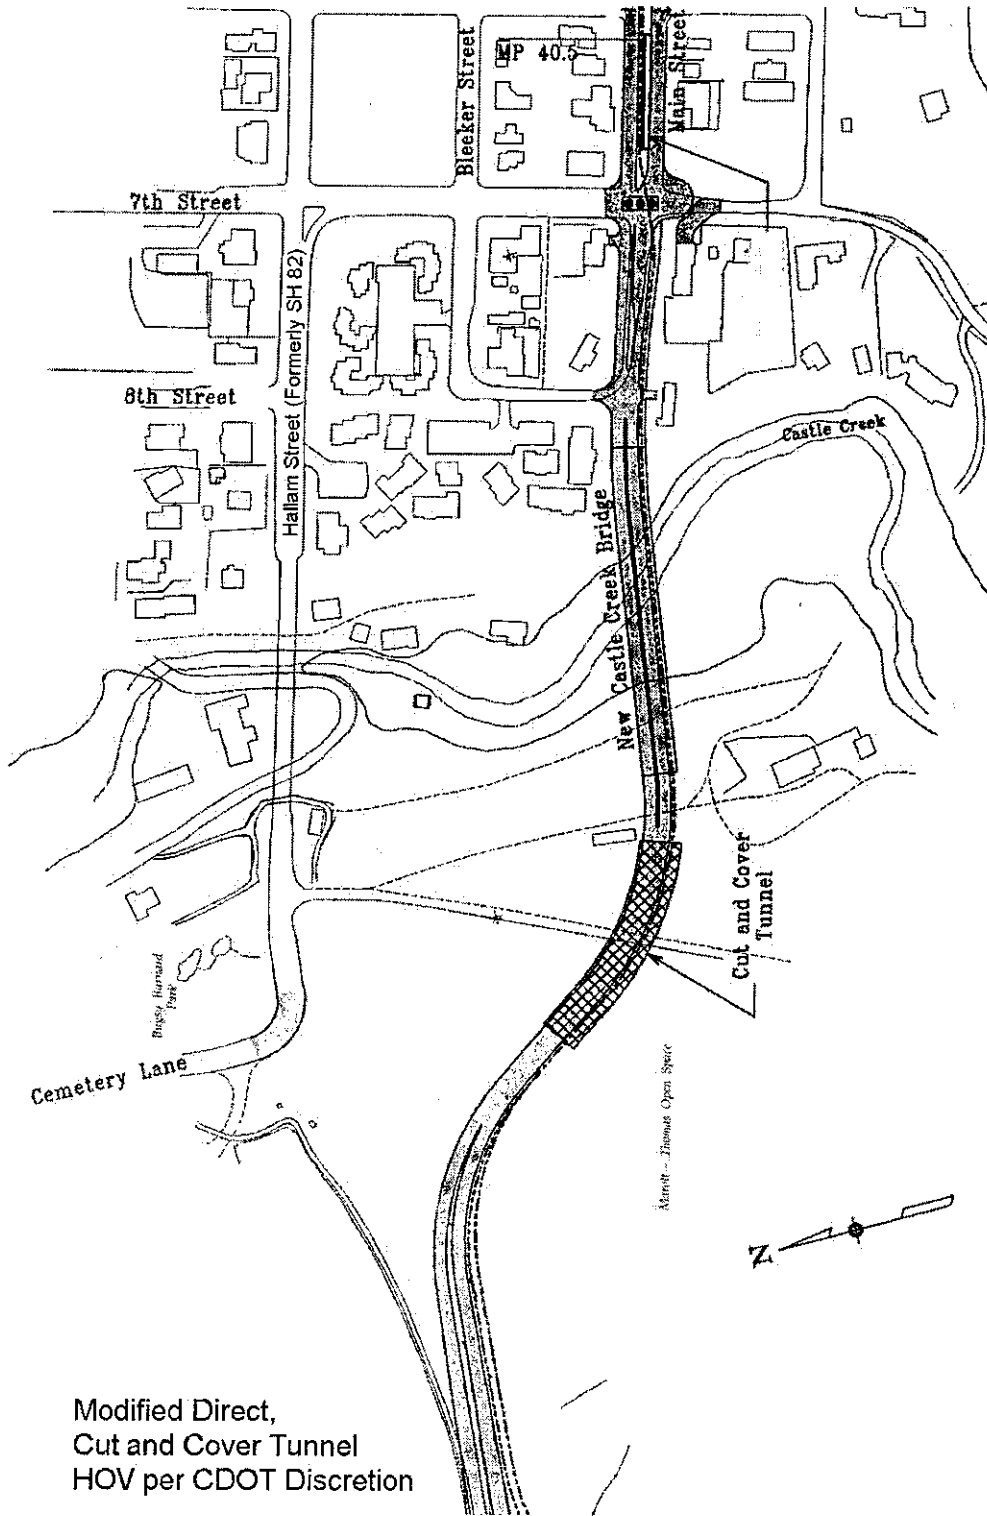 MP 40.5
Bleeker Street
Main Street
7th Street
Hallam Street (Formerly SH 82)
8th Street
Castle Creek
New Castle Creek Bridge
Cut and Cover
Tunnel
Park
Cemetery Lane
Marolt - Thomas Open Space
N
Modified Direct,
Cut and Cover Tunnel
HOV per CDOT Discretion